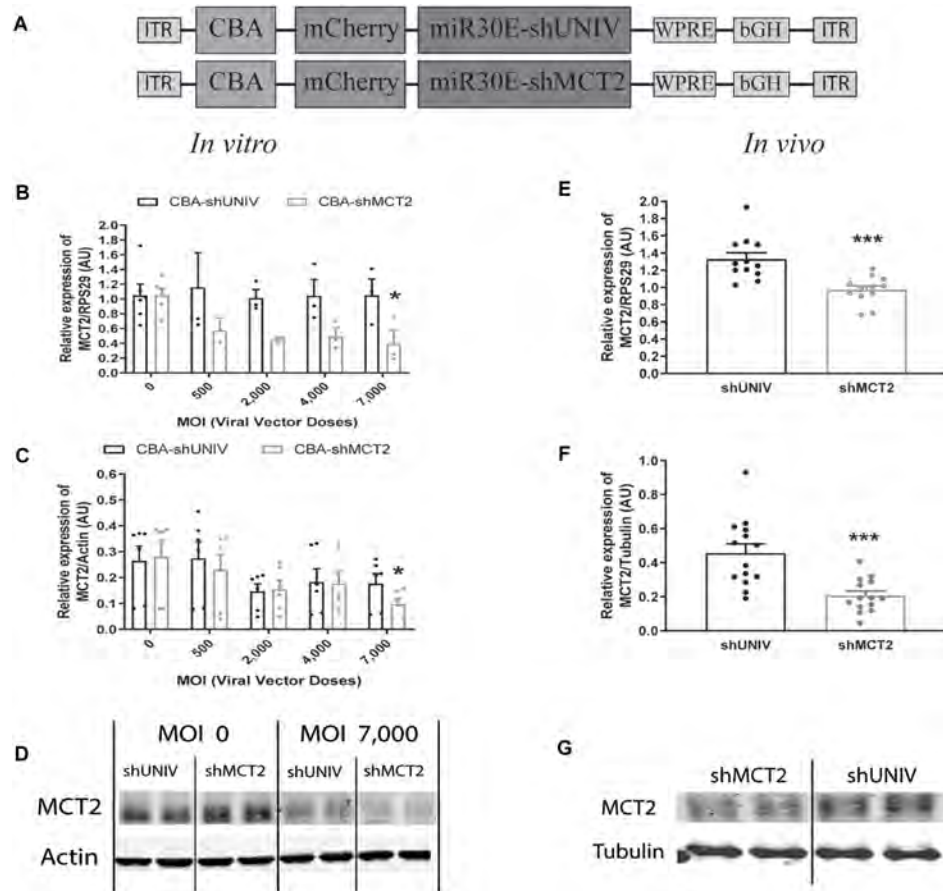 A
ITR CBA mCherry miR30E-shUNIV WPRE bGH ITR
ITR CBA mCherry miR30E-shMCT2 WPRE bGH ITR
In vitro
In vivo
B
CBA-shUNIV CBA-shMCT2
Relative expression of
MCT2/RPS29 (AU)
2.0
1.8
1.6
1.4
1.2
1.0
0.8
0.6
0.4
0.2
0.0
*
0 500 2,000 4,000 7,000
MOI (Viral Vector Doses)
C
CBA-shUNIV CBA-shMCT2
Relative expression of
MCT2/Actin (AU)
0.6
0.5
0.4
0.3
0.2
0.1
0.0
*
0 500 2,000 4,000 7,000
MOI (Viral Vector Doses)
D
MOI 0 MOI 7,000
shUNIV shMCT2 shUNIV shMCT2
MCT2
Actin
E
Relative expression of
MCT2/RPS29 (AU)
2.0
1.8
1.6
1.4
1.2
1.0
0.8
0.6
0.4
0.2
0.0
***
shUNIV shMCT2
F
Relative expression of
MCT2/Tubulin (AU)
1.0
0.8
0.6
0.4
0.2
0.0
***
shUNIV shMCT2
G
shMCT2 shUNIV
MCT2
Tubulin